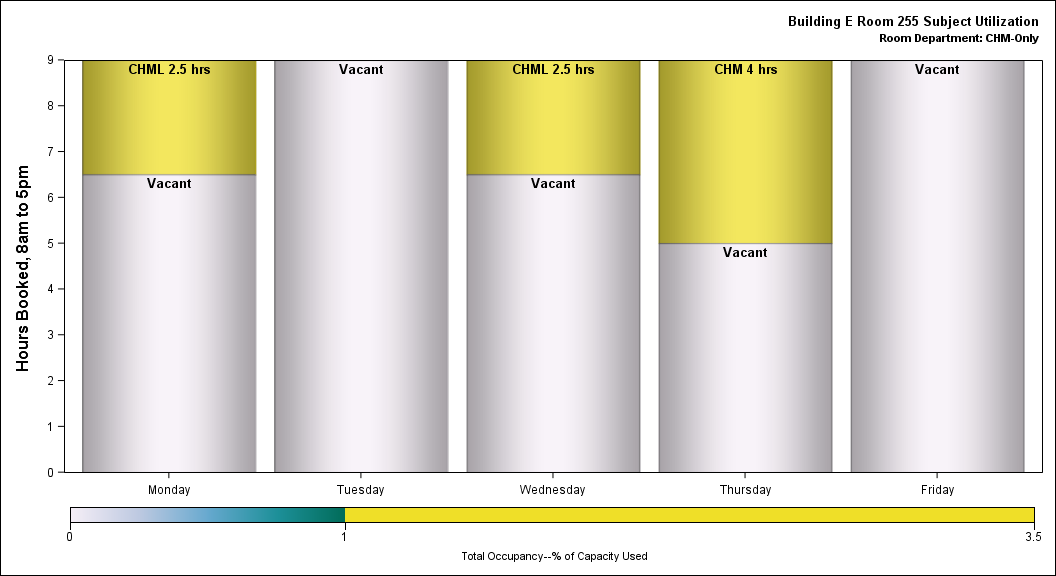 Building E Room 255 Subject Utilization
Room Department: CHM-Only
Hours Booked, 8am to 5pm
9
8
7
6
5
4
3
2
1
0
CHML 2.5 hrs
Vacant
Vacant
CHML 2.5 hrs
Vacant
CHM 4 hrs
Vacant
Vacant
Monday Tuesday Wednesday Thursday Friday
0 1 3.5
Total Occupancy--% of Capacity Used